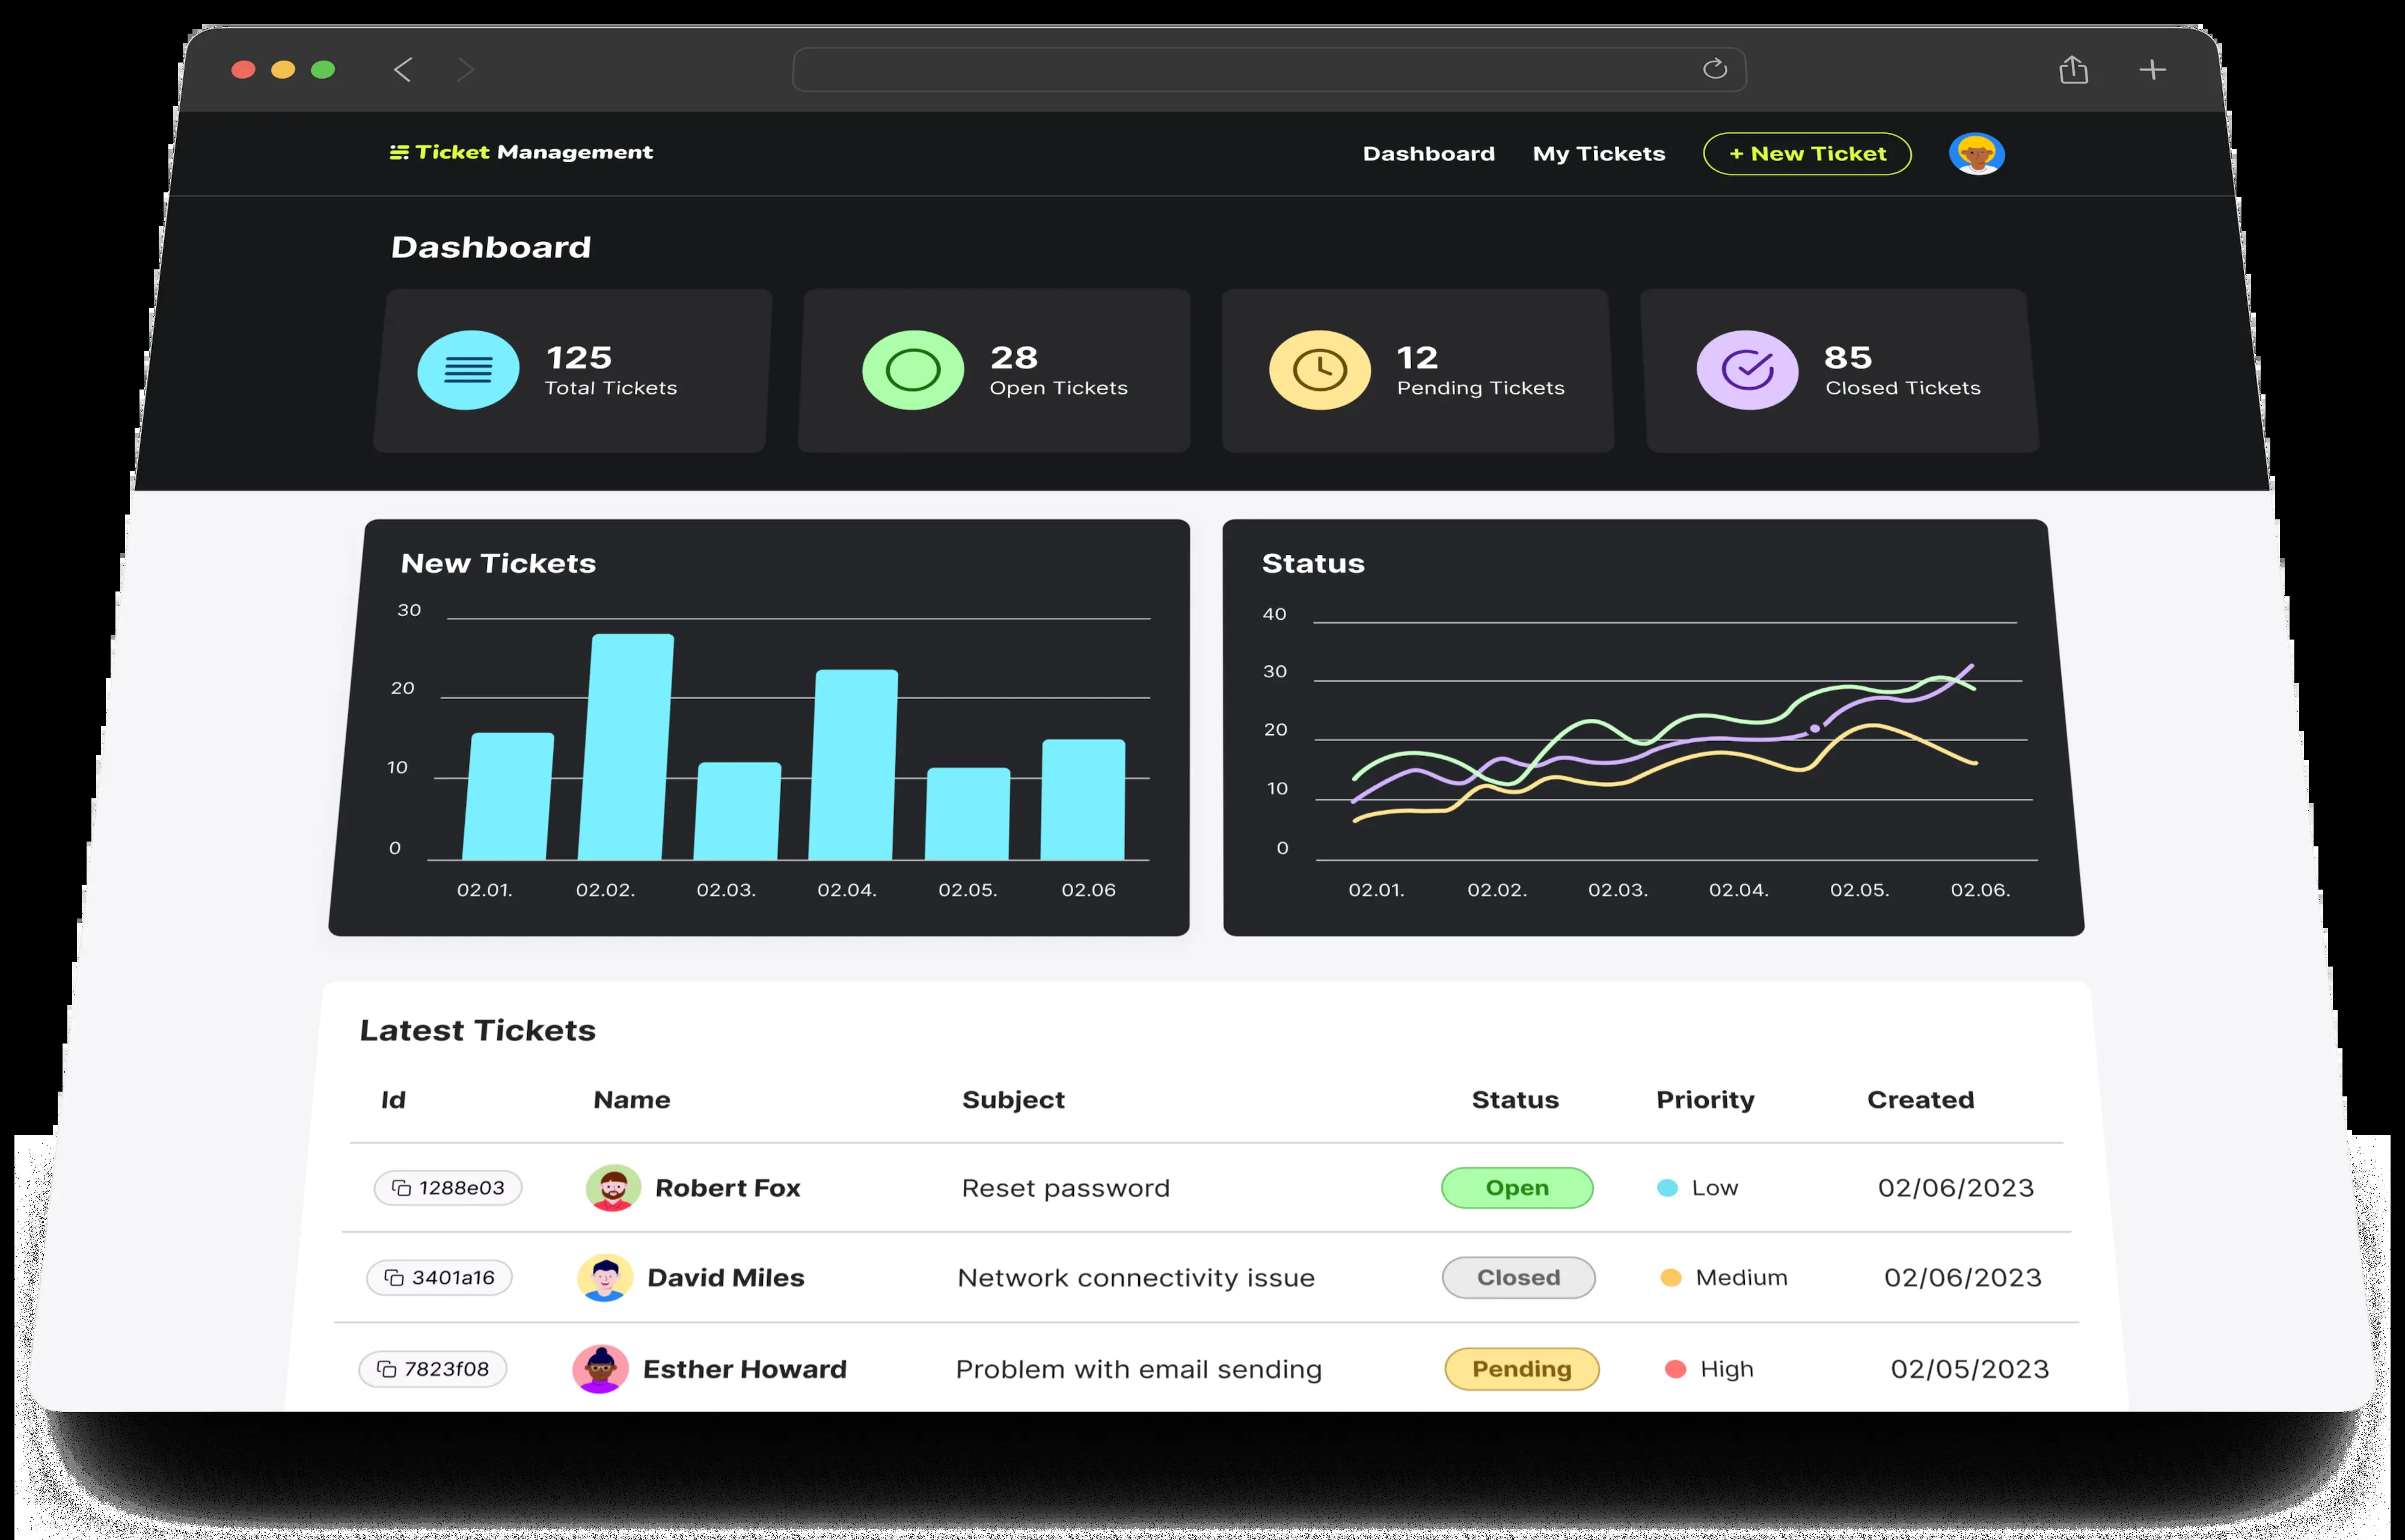 Ticket Management
Dashboard My Tickets + New Ticket
Dashboard
125
Total Tickets
28
Open Tickets
12
Pending Tickets
85
Closed Tickets
New Tickets
30
20
10
0
02.01. 02.02. 02.03. 02.04. 02.05. 02.06
Status
40
30
20
10
0
02.01. 02.02. 02.03. 02.04. 02.05. 02.06.
Latest Tickets
Id Name Subject Status Priority Created
1288e03 Robert Fox Reset password Open Low 02/06/2023
3401a16 David Miles Network connectivity issue Closed Medium 02/06/2023
7823f08 Esther Howard Problem with email sending Pending High 02/05/2023